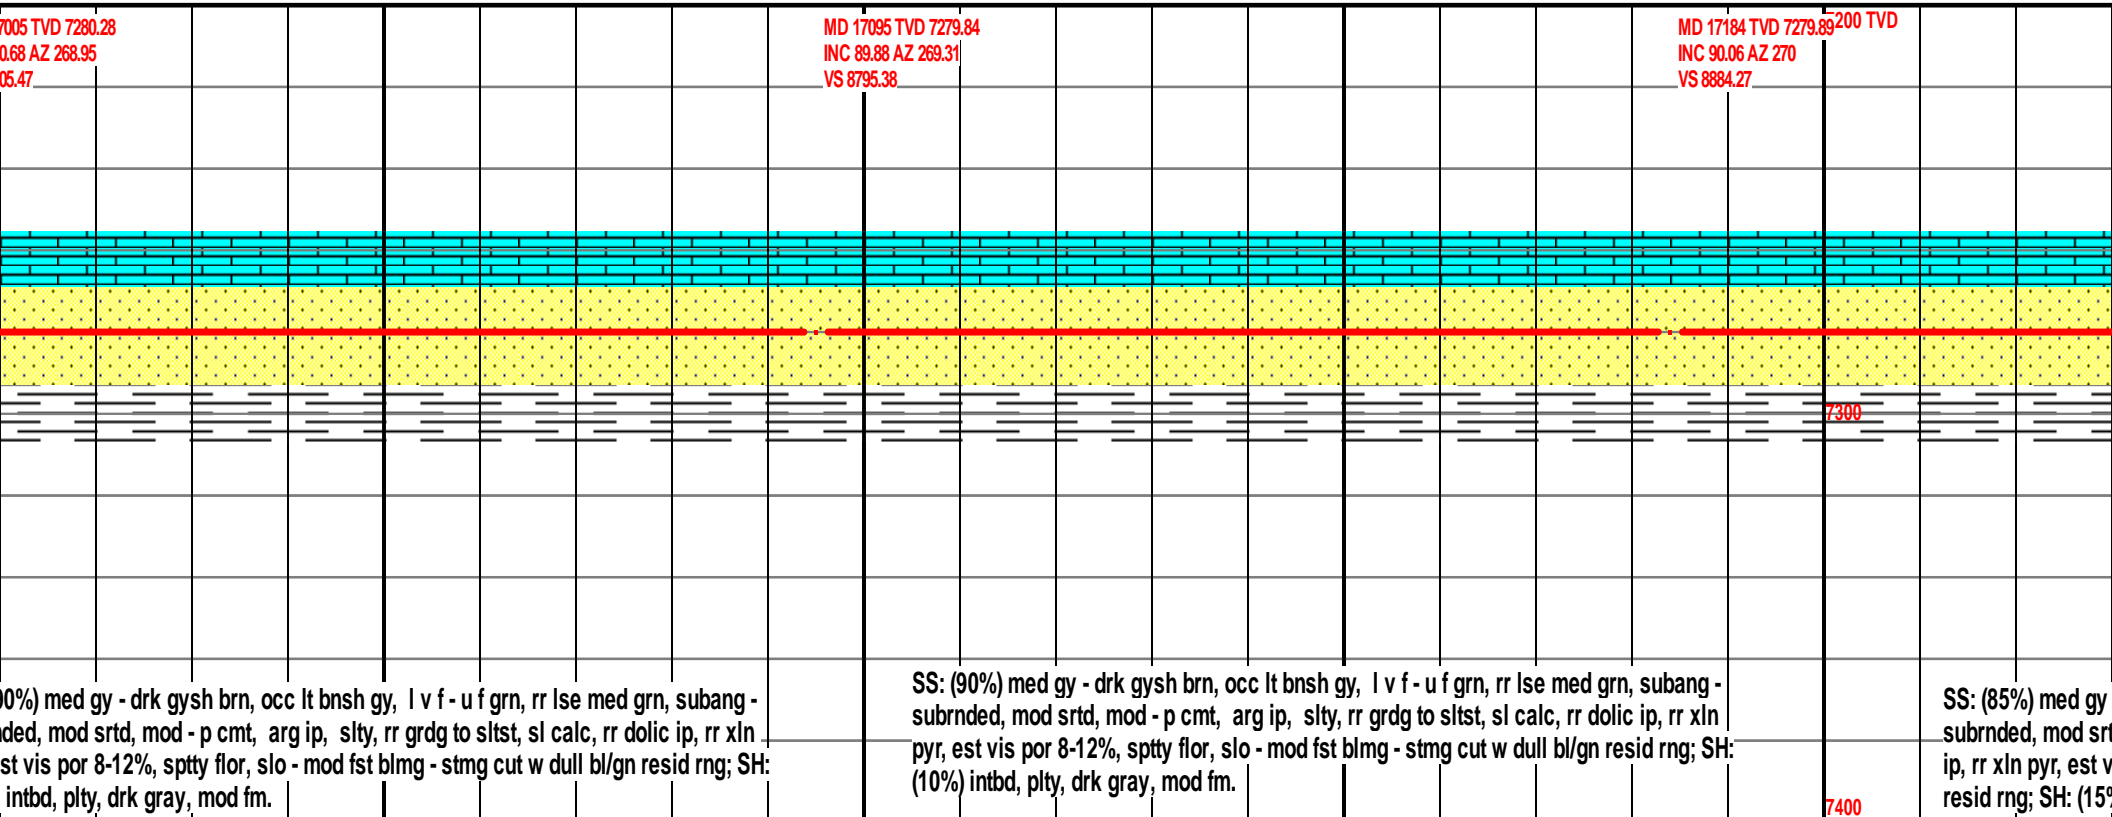 7005 TVD 7280.28
0.68 AZ 268.95
05.47
MD 17095 TVD 7279.84
INC 89.88 AZ 269.31
VS 8795.38
MD 17184 TVD 7279.89
INC 90.06 AZ 270
VS 8884.27
7200 TVD
7300
90%) med gy - drk gysh brn, occ lt bnsh gy, l v f - u f grn, rr lse med grn, subang -
nded, mod srtd, mod - p cmt, arg ip, slty, rr grdg to sltst, sl calc, rr dolic ip, rr xln
st vis por 8-12%, sptty flor, slo - mod fst blmg - stmg cut w dull bl/gn resid rng; SH:
intbd, plty, drk gray, mod fm.
SS: (90%) med gy - drk gysh brn, occ lt bnsh gy, l v f - u f grn, rr lse med grn, subang -
subrnded, mod srtd, mod - p cmt, arg ip, slty, rr grdg to sltst, sl calc, rr dolic ip, rr xln
pyr, est vis por 8-12%, sptty flor, slo - mod fst blmg - stmg cut w dull bl/gn resid rng; SH:
(10%) intbd, plty, drk gray, mod fm.
SS: (85%) med gy
subrnded, mod srt
ip, rr xln pyr, est v
resid rng; SH: (15%
7400